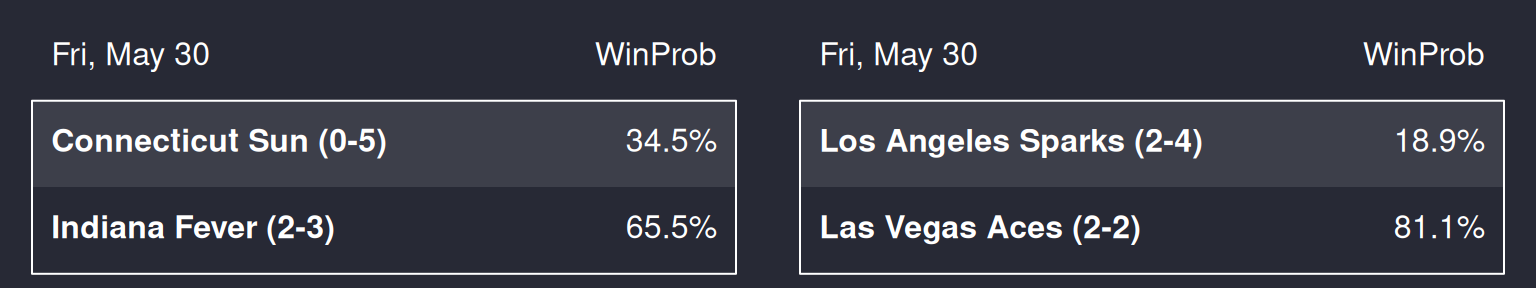 Fri, May 30 WinProb
Connecticut Sun (0-5) 34.5%
Indiana Fever (2-3) 65.5%
Fri, May 30 WinProb
Los Angeles Sparks (2-4) 18.9%
Las Vegas Aces (2-2) 81.1%